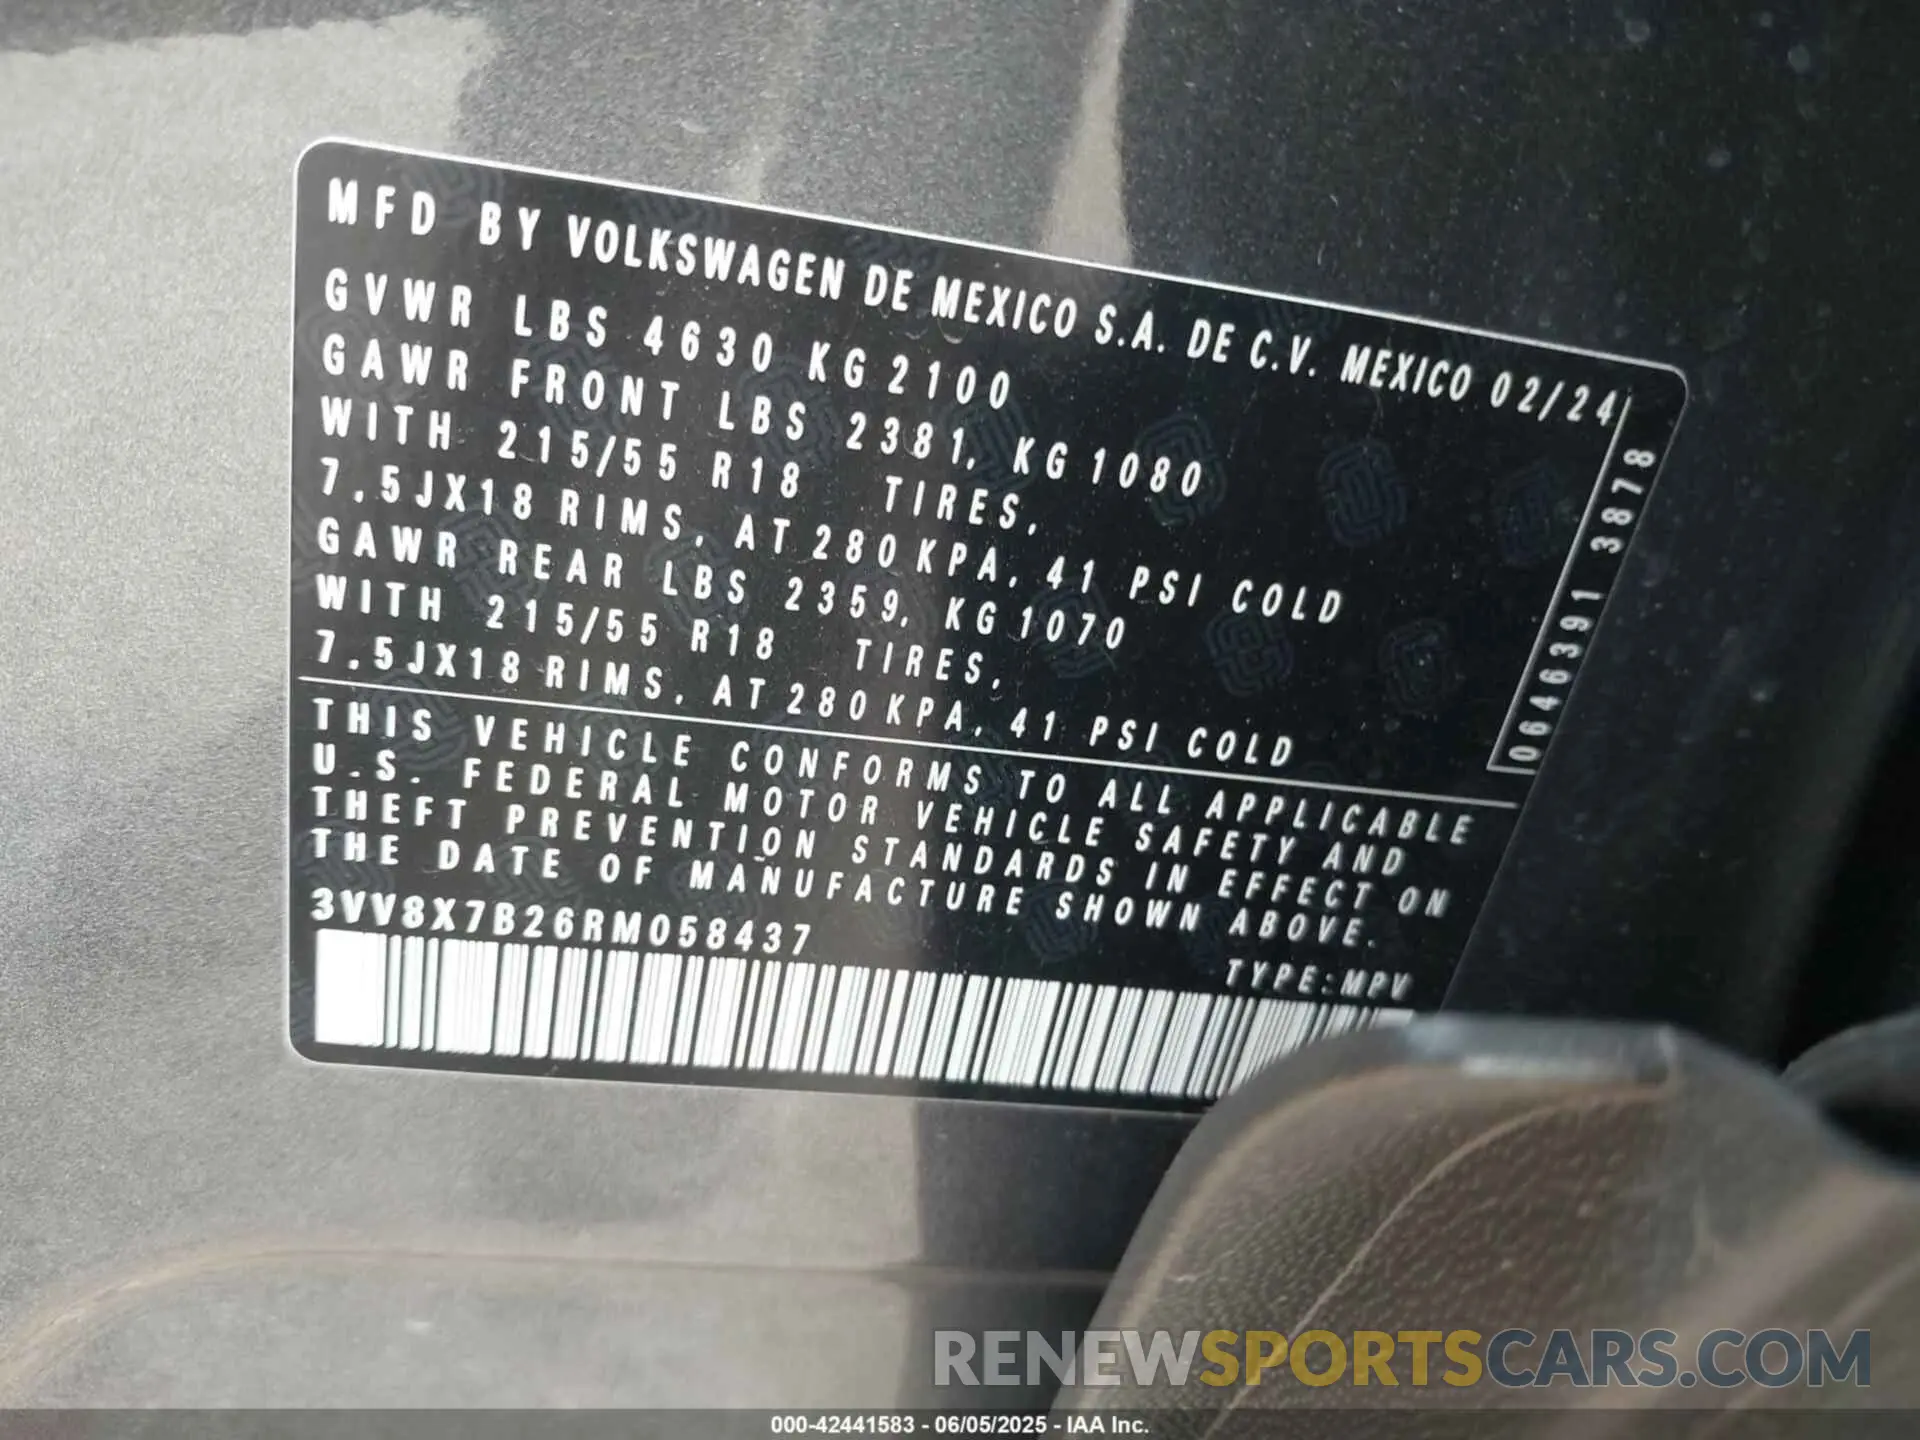 MFD BY VOLKSWAGEN DE MEXICO S.A. DE C.V. MEXICO 02/24
GVWR LBS 4630 KG 2100
GAWR FRONT LBS 2381, KG 1080
WITH 215/55 R18 TIRES,
7.5JX18 RIMS, AT 280 KPA, 41 PSI COLD
GAWR REAR LBS 2359, KG 1070
WITH 215/55 R18 TIRES,
7.5JX18 RIMS, AT 280 KPA, 41 PSI COLD
0646391 3878
THIS VEHICLE CONFORMS TO ALL APPLICABLE
U.S. FEDERAL MOTOR VEHICLE SAFETY AND
THEFT PREVENTION STANDARDS IN EFFECT ON
THE DATE OF MANUFACTURE SHOWN ABOVE.
3VV8X7B26RM058437
TYPE:MPV
RENEWSPORTSCARS.COM
000-42441583 - 06/05/2025 - IAA Inc.